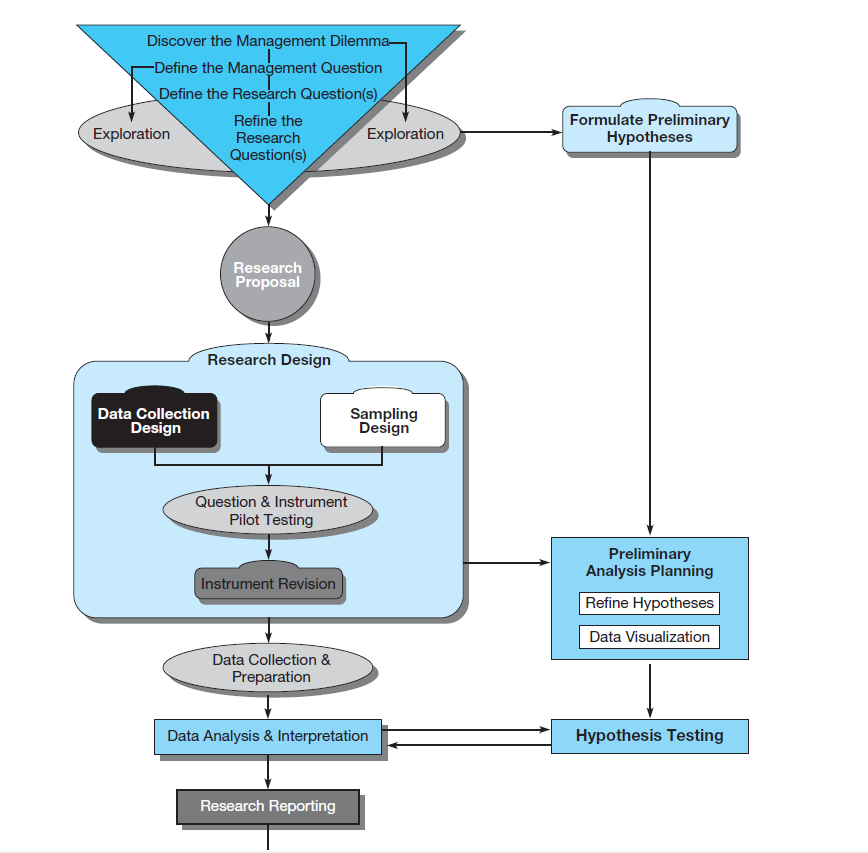 Discover the Management Dilemma
Define the Management Question
Define the Research Question(s)
Refine the
Research
Question(s)
Exploration
Exploration
Formulate Preliminary
Hypotheses
Research
Proposal
Research Design
Data Collection
Design
Sampling
Design
Question & Instrument
Pilot Testing
Instrument Revision
Preliminary
Analysis Planning
Refine Hypotheses
Data Visualization
Data Collection &
Preparation
Data Analysis & Interpretation
Hypothesis Testing
Research Reporting